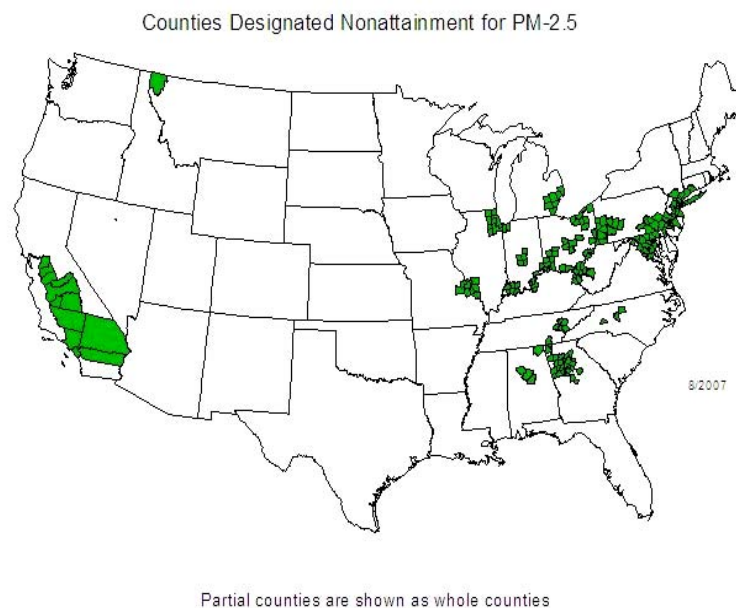 Counties Designated Nonattainment for PM-2.5
8/2007
Partial counties are shown as whole counties